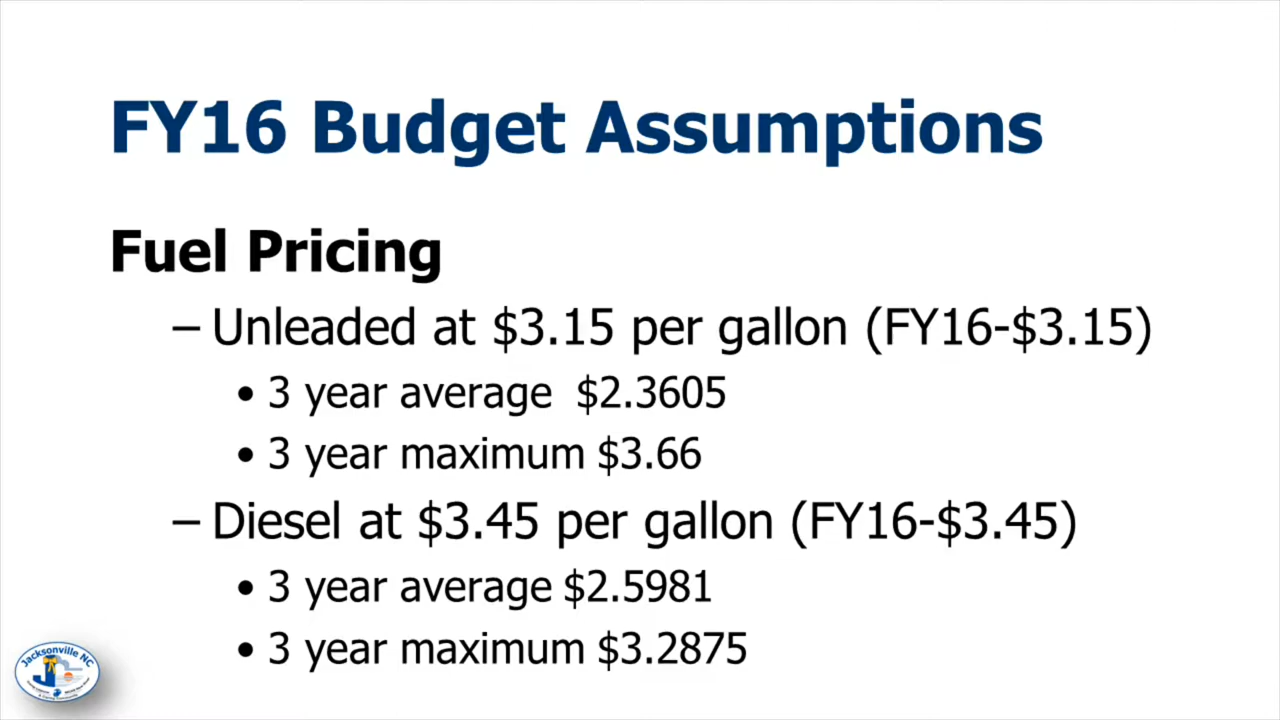 FY16 Budget Assumptions
Fuel Pricing
– Unleaded at $3.15 per gallon (FY16-$3.15)
• 3 year average $2.3605
• 3 year maximum $3.66
– Diesel at $3.45 per gallon (FY16-$3.45)
• 3 year average $2.5981
• 3 year maximum $3.2875
Jacksonville NC